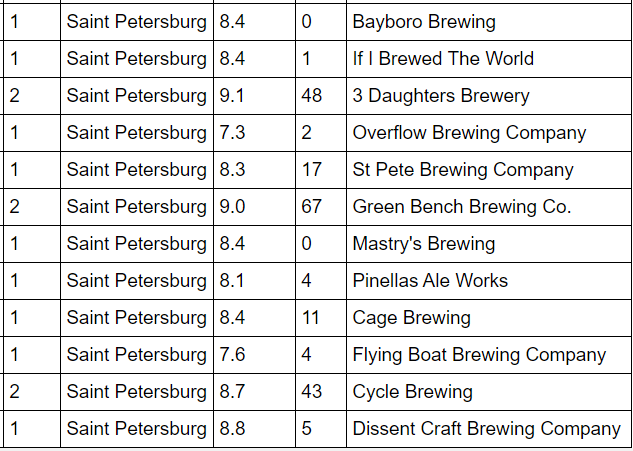 1 Saint Petersburg 8.4 0 Bayboro Brewing
1 Saint Petersburg 8.4 1 If I Brewed The World
2 Saint Petersburg 9.1 48 3 Daughters Brewery
1 Saint Petersburg 7.3 2 Overflow Brewing Company
1 Saint Petersburg 8.3 17 St Pete Brewing Company
2 Saint Petersburg 9.0 67 Green Bench Brewing Co.
1 Saint Petersburg 8.4 0 Mastry's Brewing
1 Saint Petersburg 8.1 4 Pinellas Ale Works
1 Saint Petersburg 8.4 11 Cage Brewing
1 Saint Petersburg 7.6 4 Flying Boat Brewing Company
2 Saint Petersburg 8.7 43 Cycle Brewing
1 Saint Petersburg 8.8 5 Dissent Craft Brewing Company